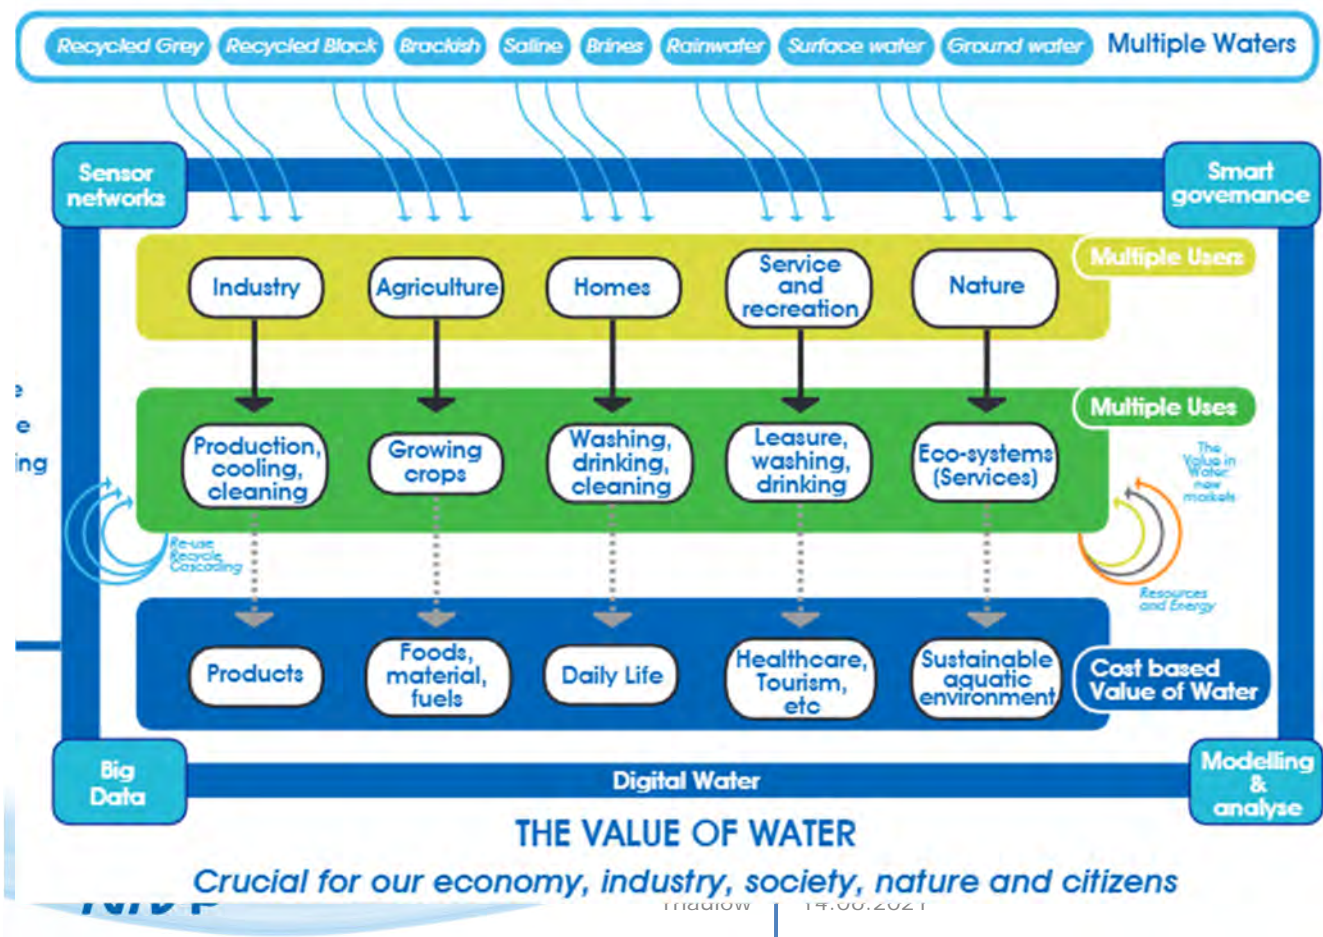 Recycled Grey Recycled Black Brackish Saline Brines Rainwater Surface water Ground water Multiple Waters
Sensor
networks
Smart
governance
Multiple Users
Industry
Agriculture
Homes
Service
and
recreation
Nature
Multiple Uses
Production,
cooling,
cleaning
Growing
crops
Washing,
drinking,
cleaning
Leasure,
washing,
drinking
Eco-systems
(Services)
The
Value in
Water:
new
markets
e
e
ing
Re-use
Recycle
Cascading
Resources
and Energy
Products
Foods,
material,
fuels
Daily Life
Healthcare,
Tourism,
etc
Sustainable
aquatic
environment
Cost based
Value of Water
Big
Data
Digital Water
Modelling
&
analyse
THE VALUE OF WATER
Crucial for our economy, industry, society, nature and citizens
14.06.2021